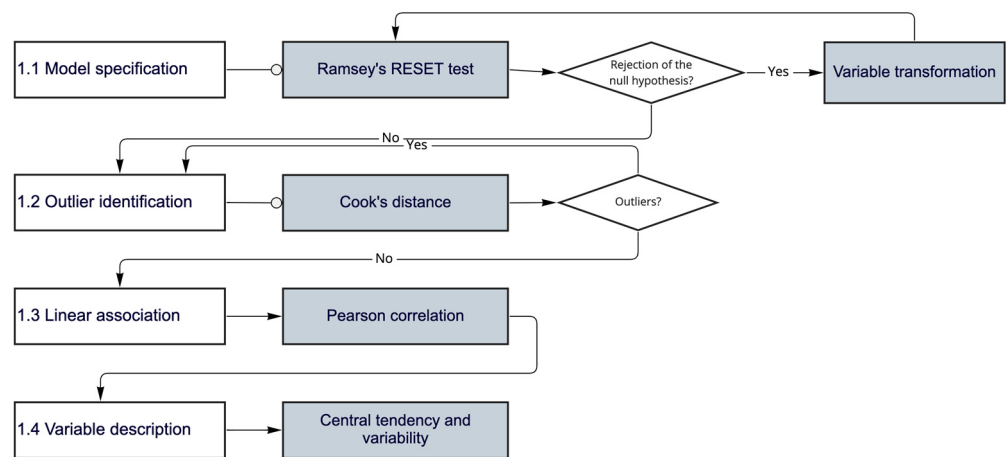 1.1 Model specification
Ramsey's RESET test
Rejection of the
null hypothesis?
Yes
Variable transformation
No
Yes
1.2 Outlier identification
Cook's distance
Outliers?
No
1.3 Linear association
Pearson correlation
1.4 Variable description
Central tendency and
variability